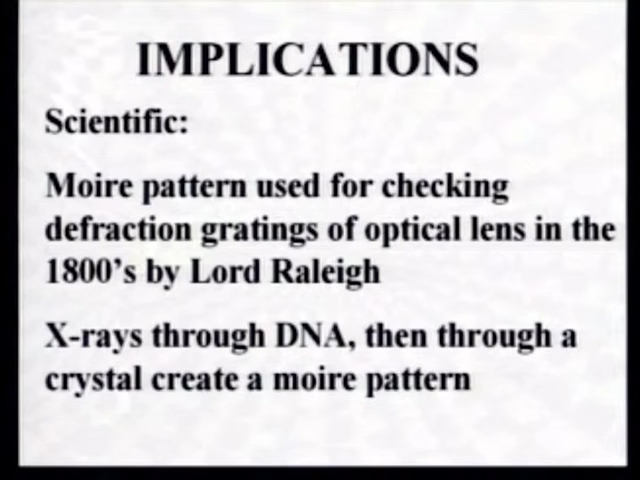 IMPLICATIONS
Scientific:
Moire pattern used for checking
defraction gratings of optical lens in the
1800's by Lord Raleigh
X-rays through DNA, then through a
crystal create a moire pattern